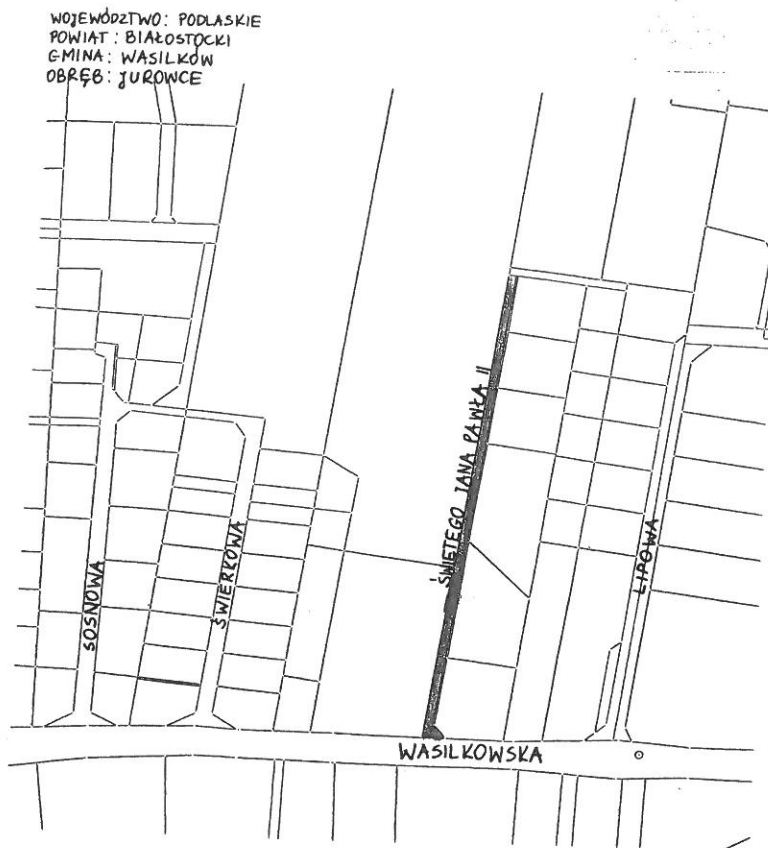 WOJEWÓDZTWO: PODLASKIE
POWIAT: BIAŁOSTOCKI
GMINA: WASILKÓW
OBRĘB: JUROWCE
ŚWIĘTEGO JANA PAWŁA II
LIPOWA
ŚWIERKOWA
SOSNOWA
WASILKOWSKA